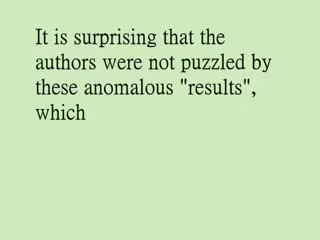 It is surprising that the
authors were not puzzled by
these anomalous "results",
which